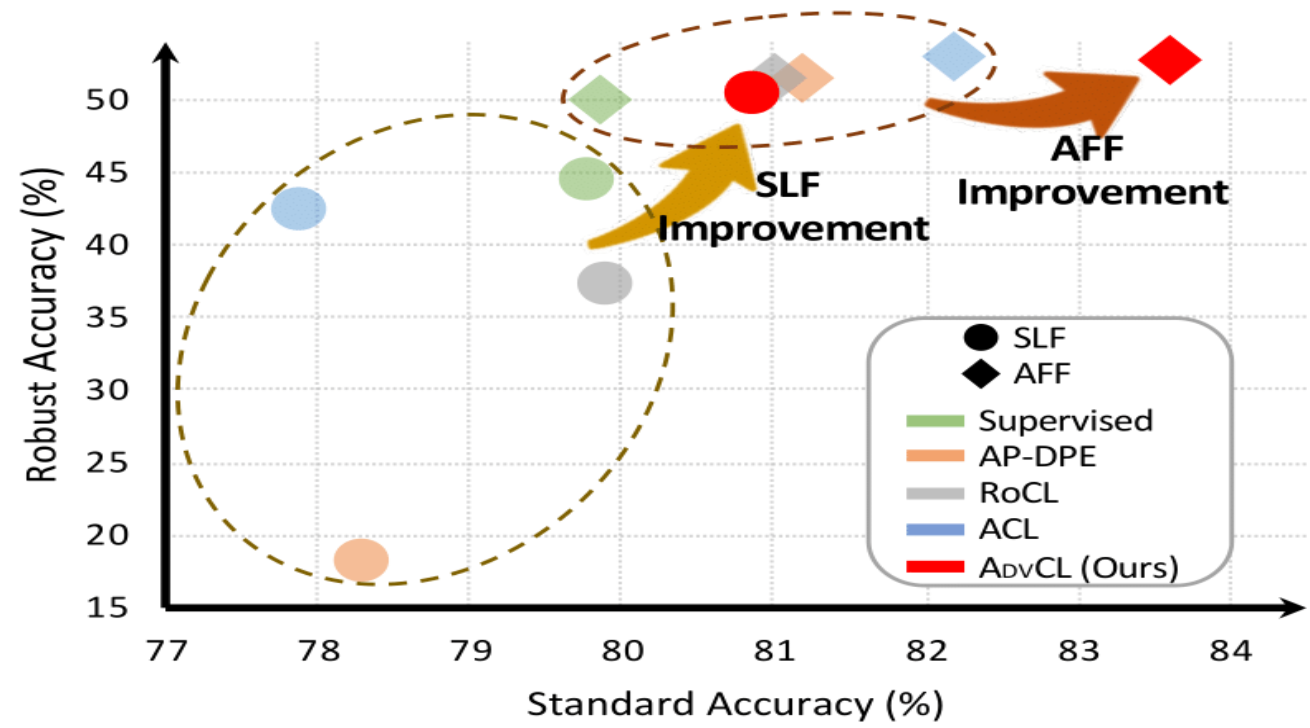 Robust Accuracy (%)
50
45
40
35
30
25
20
15
77
78
79
80
81
82
83
84
Standard Accuracy (%)
SLF
Improvement
AFF
Improvement
SLF
AFF
Supervised
AP-DPE
RoCL
ACL
ADVCL (Ours)